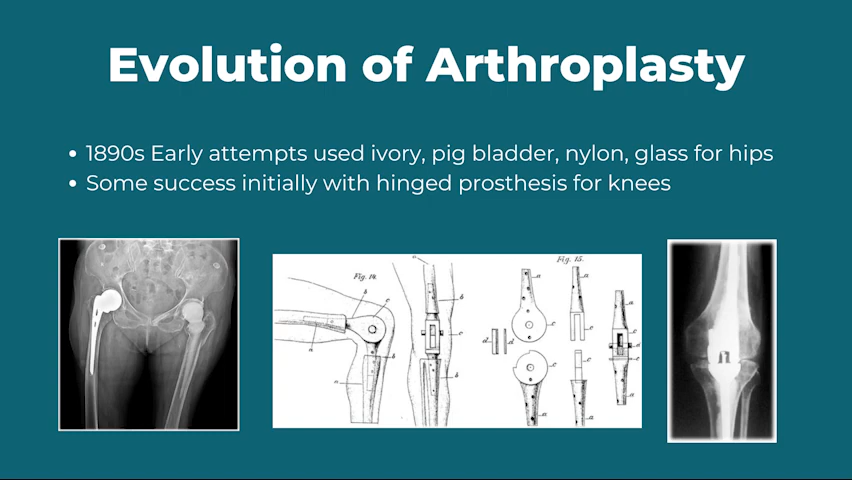 Evolution of Arthroplasty
• 1890s Early attempts used ivory, pig bladder, nylon, glass for hips
• Some success initially with hinged prosthesis for knees
Fig. 14.
Fig. 15.